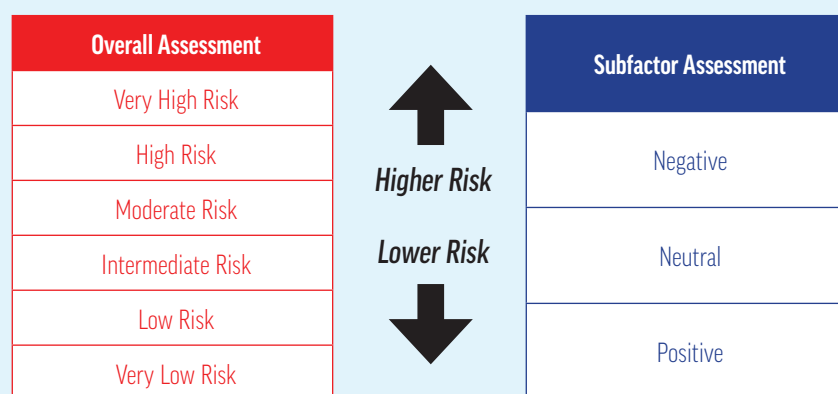 Overall Assessment
Very High Risk
High Risk
Moderate Risk
Intermediate Risk
Low Risk
Very Low Risk
Higher Risk
Lower Risk
Subfactor Assessment
Negative
Neutral
Positive